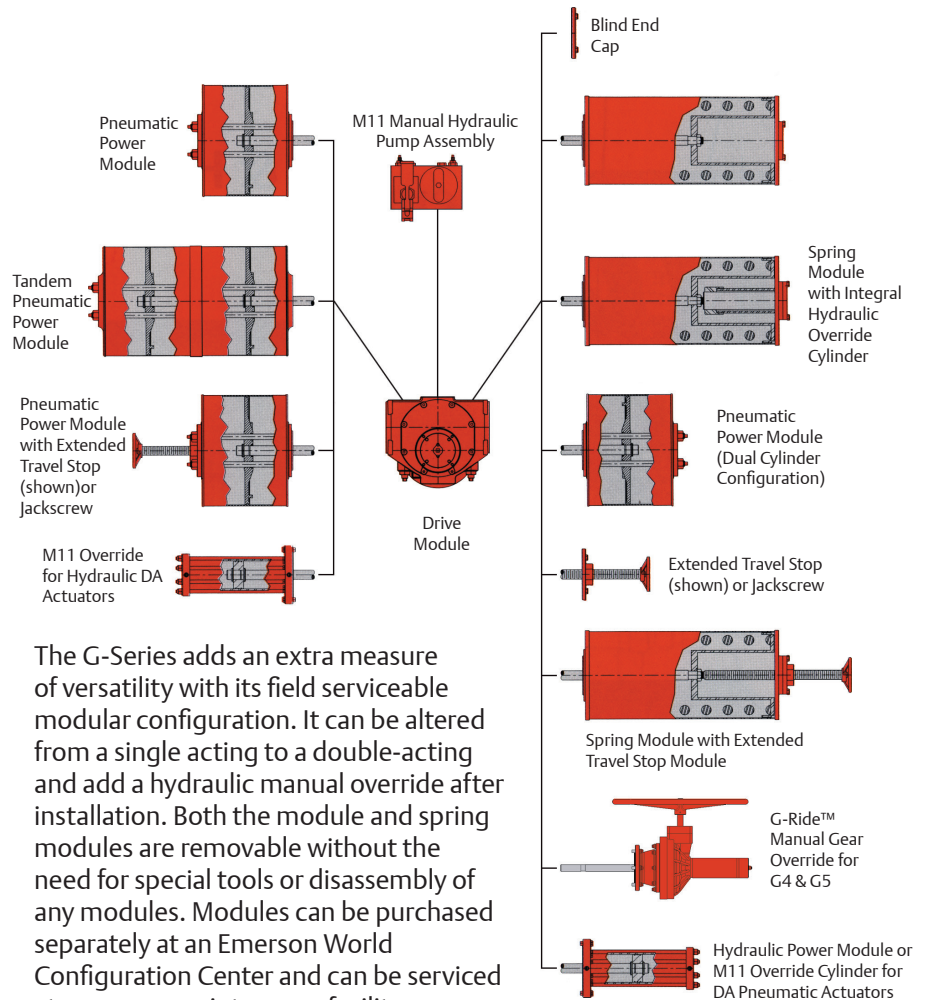 Blind End
Cap
Pneumatic
Power
Module
M11 Manual Hydraulic
Pump Assembly
Tandem
Pneumatic
Power
Module
Spring
Module
with Integral
Hydraulic
Override
Cylinder
Pneumatic
Power Module
with Extended
Travel Stop
(shown)or
Jackscrew
Pneumatic
Power Module
(Dual Cylinder
Configuration)
Drive
Module
M11 Override
for Hydraulic DA
Actuators
Extended Travel Stop
(shown) or Jackscrew
Spring Module with Extended
Travel Stop Module
G-Ride™
Manual Gear
Override for
G4 & G5
Hydraulic Power Module or
M11 Override Cylinder for
DA Pneumatic Actuators
The G-Series adds an extra measure
of versatility with its field serviceable
modular configuration. It can be altered
from a single acting to a double-acting
and add a hydraulic manual override after
installation. Both the module and spring
modules are removable without the
need for special tools or disassembly of
any modules. Modules can be purchased
separately at an Emerson World
Configuration Center and can be serviced